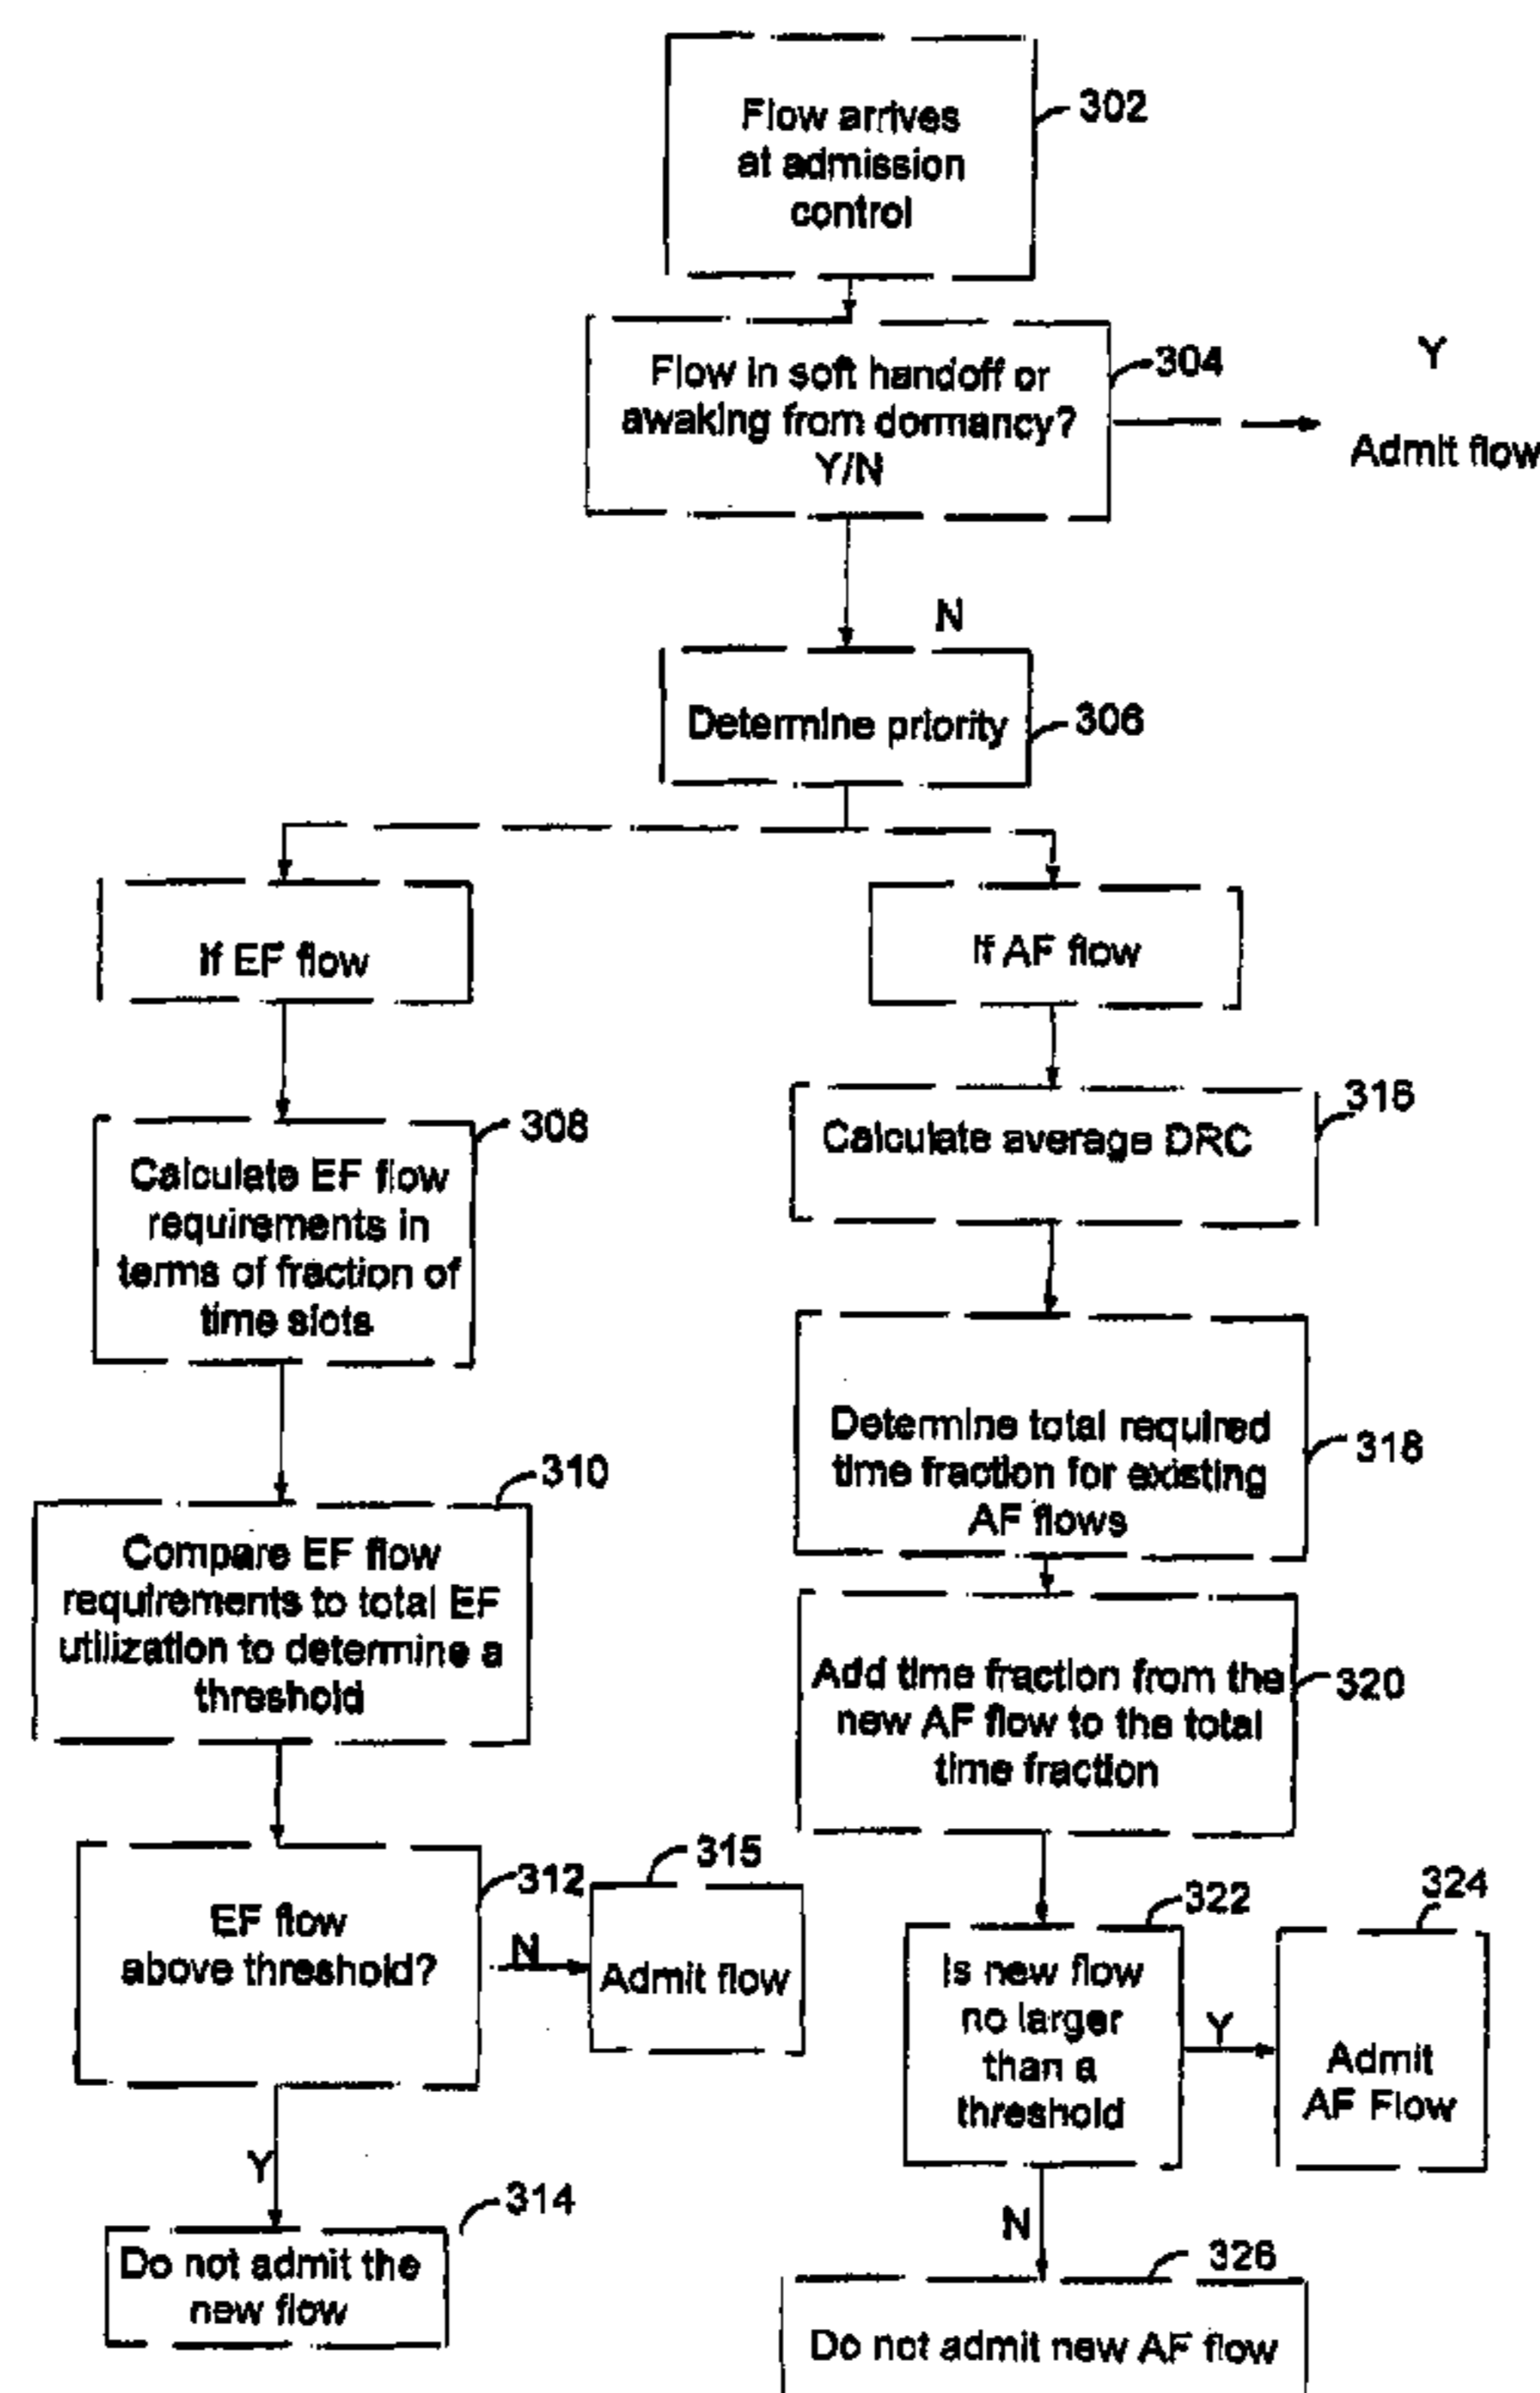 Flow arrives
at admission
control
302
Flow in soft handoff or
awaking from dormancy?
Y/N
304
Y
Admit flow
N
Determine priority
306
If EF flow
If AF flow
Calculate EF flow
requirements in
terms of fraction of
time slots
308
Calculate average DRC
316
Compare EF flow
requirements to total EF
utilization to determine a
threshold
310
Determine total required
time fraction for existing
AF flows
318
Add time fraction from the
new AF flow to the total
time fraction
320
EF flow
above threshold?
312
N
315
Admit flow
Is new flow
no larger
than a
threshold
322
Y
324
Admit
AF Flow
Y
314
Do not admit the
new flow
N
326
Do not admit new AF flow